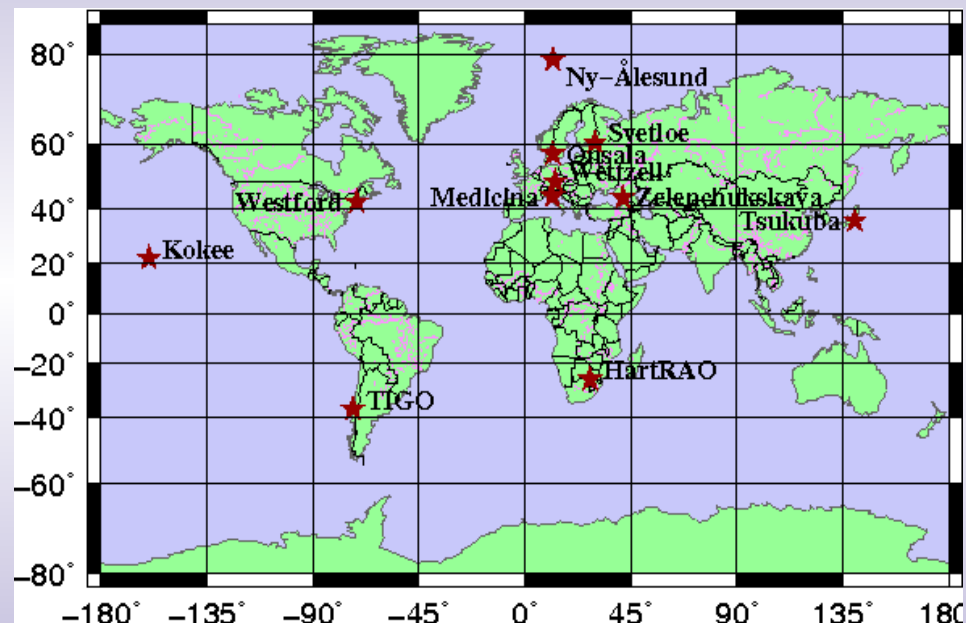 80°
Ny-Ålesund
60°
Svetloe
Onsala
Wettzell
Westford
Medicina
Zelenchukskaya
40°
Tsukuba
Kokee
20°
0°
-20°
HartRAO
TIGO
-40°
-60°
-80°
-180° -135° -90° -45° 0° 45° 90° 135° 180